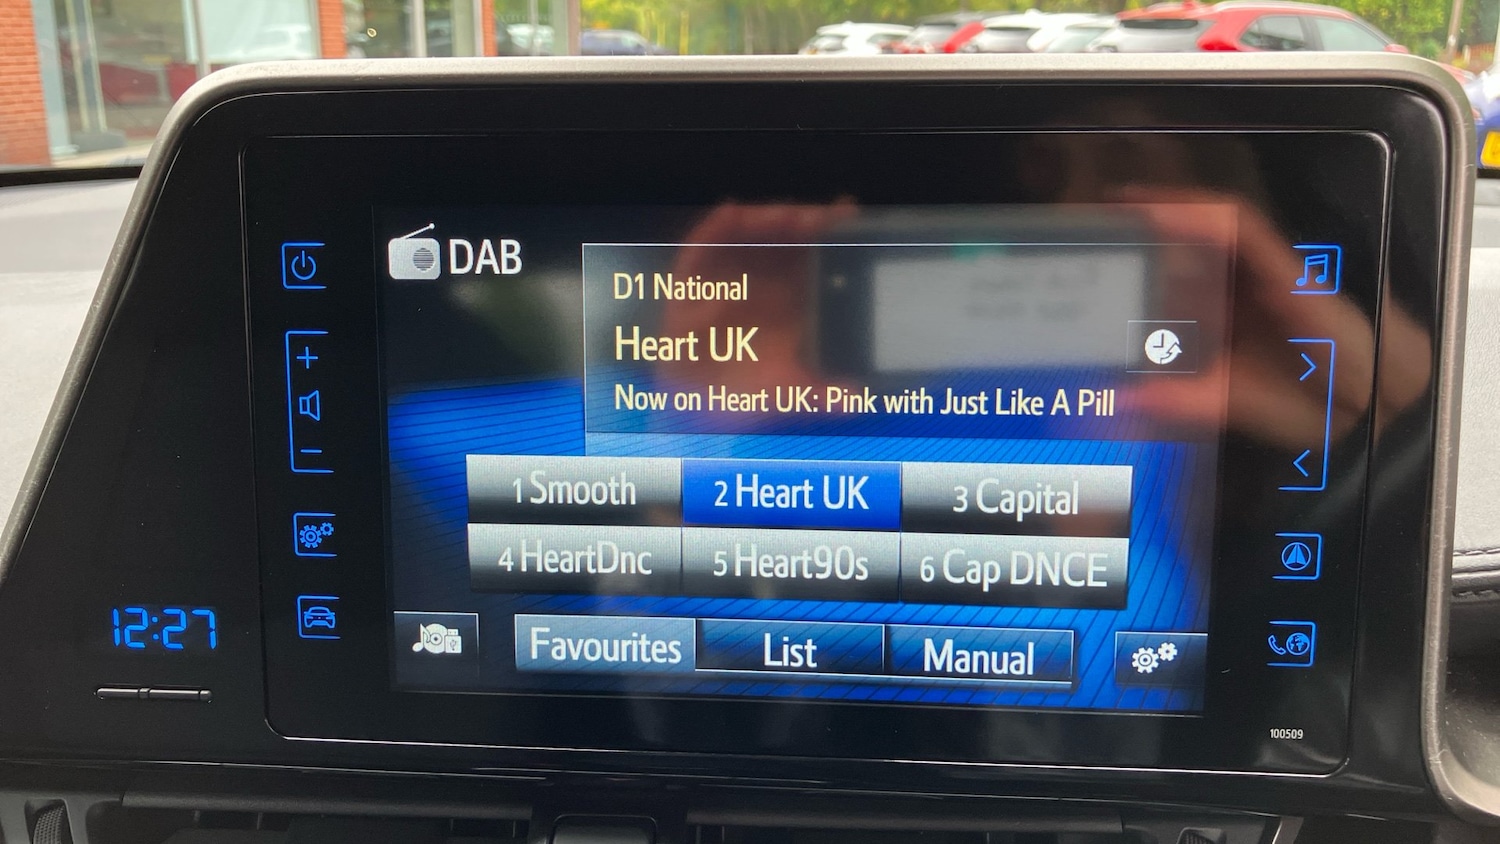 DAB
D1 National
Heart UK
Now on Heart UK: Pink with Just Like A Pill
1 Smooth
2 Heart UK
3 Capital
4 HeartDnc
5 Heart90s
6 Cap DNCE
12:27
Favourites
List
Manual
100509